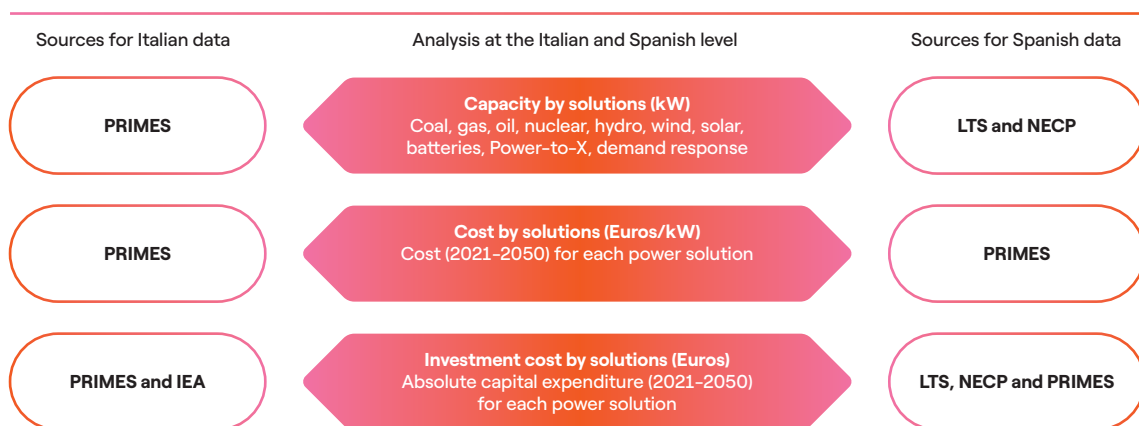 Sources for Italian data
Analysis at the Italian and Spanish level
Sources for Spanish data
PRIMES
Capacity by solutions (kW)
Coal, gas, oil, nuclear, hydro, wind, solar,
batteries, Power-to-X, demand response
LTS and NECP
PRIMES
Cost by solutions (Euros/kW)
Cost (2021-2050) for each power solution
PRIMES
PRIMES and IEA
Investment cost by solutions (Euros)
Absolute capital expenditure (2021-2050)
for each power solution
LTS, NECP and PRIMES